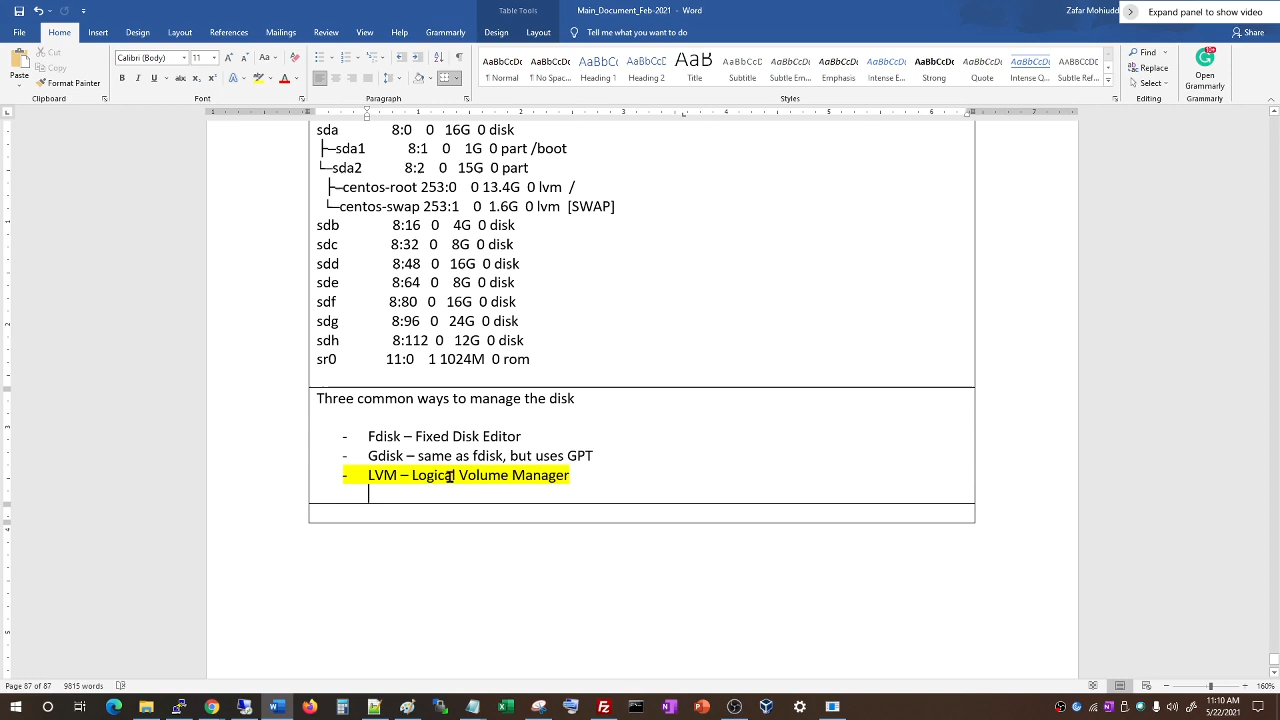 Table Tools
Main_Document_Feb-2021 - Word
Zafar Mohiudd
Expand panel to show video
File Home Insert Design Layout References Mailings Review View Help Grammarly Design Layout Tell me what you want to do Share
Paste
Cut
Copy
Format Painter
Clipboard
Calibri (Body) 11
Font
Paragraph
AaBbCcDc AaBbCcDc AaBbCc AaBbCcD AaB AaBbCcD AaBbCcDc AaBbCcDc AaBbCcDc AaBbCcDc AaBbCcDc AaBbCcDc AaBbCcDc
¶ Normal ¶ No Spac... Heading 1 Heading 2 Title Subtitle Subtle Em... Emphasis Intense E... Strong Quote Intense Q... Subtle Ref...
Styles
Find
Replace
Select
Editing
Open Grammarly
Grammarly
sda 8:0 0 16G 0 disk
├─sda1 8:1 0 1G 0 part /boot
└─sda2 8:2 0 15G 0 part
├─centos-root 253:0 0 13.4G 0 lvm /
└─centos-swap 253:1 0 1.6G 0 lvm [SWAP]
sdb 8:16 0 4G 0 disk
sdc 8:32 0 8G 0 disk
sdd 8:48 0 16G 0 disk
sde 8:64 0 8G 0 disk
sdf 8:80 0 16G 0 disk
sdg 8:96 0 24G 0 disk
sdh 8:112 0 12G 0 disk
sr0 11:0 1 1024M 0 rom
Three common ways to manage the disk
- Fdisk – Fixed Disk Editor
- Gdisk – same as fdisk, but uses GPT
- LVM – Logical Volume Manager
Page 87 of 87 9815 words
160%
11:10 AM
5/22/2021